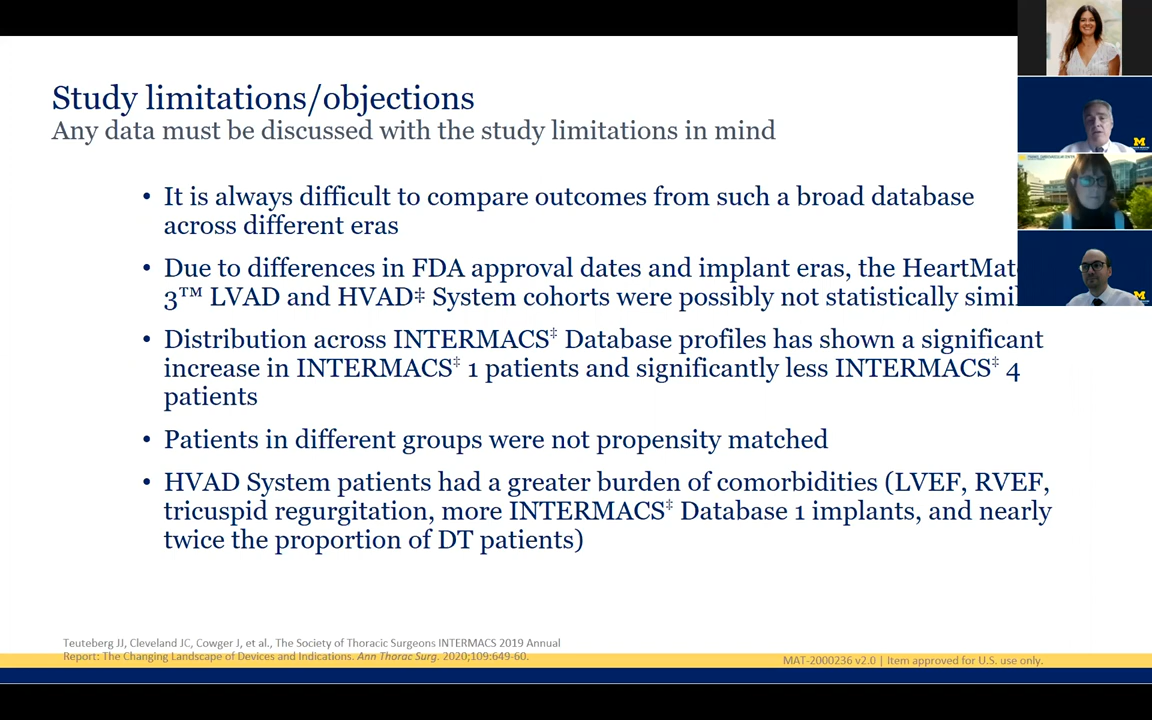 Study limitations/objections
Any data must be discussed with the study limitations in mind
• It is always difficult to compare outcomes from such a broad database
across different eras
• Due to differences in FDA approval dates and implant eras, the
3™ LVAD and HVAD‡ System cohorts were possibly not statistically
• Distribution across INTERMACS‡ Database profiles has shown a significant
increase in INTERMACS‡ 1 patients and significantly less INTERMACS‡ 4
patients
• Patients in different groups were not propensity matched
• HVAD System patients had a greater burden of comorbidities (LVEF, RVEF,
tricuspid regurgitation, more INTERMACS‡ Database 1 implants, and nearly
twice the proportion of DT patients)
Teuteberg JJ, Cleveland JC, Cowger J, et al., The Society of Thoracic Surgeons INTERMACS 2019 Annual
Report: The Changing Landscape of Devices and Indications. Ann Thorac Surg. 2020;109:649-60.
MAT-2000236 v2.0 | Item approved for U.S. use only.
M
M